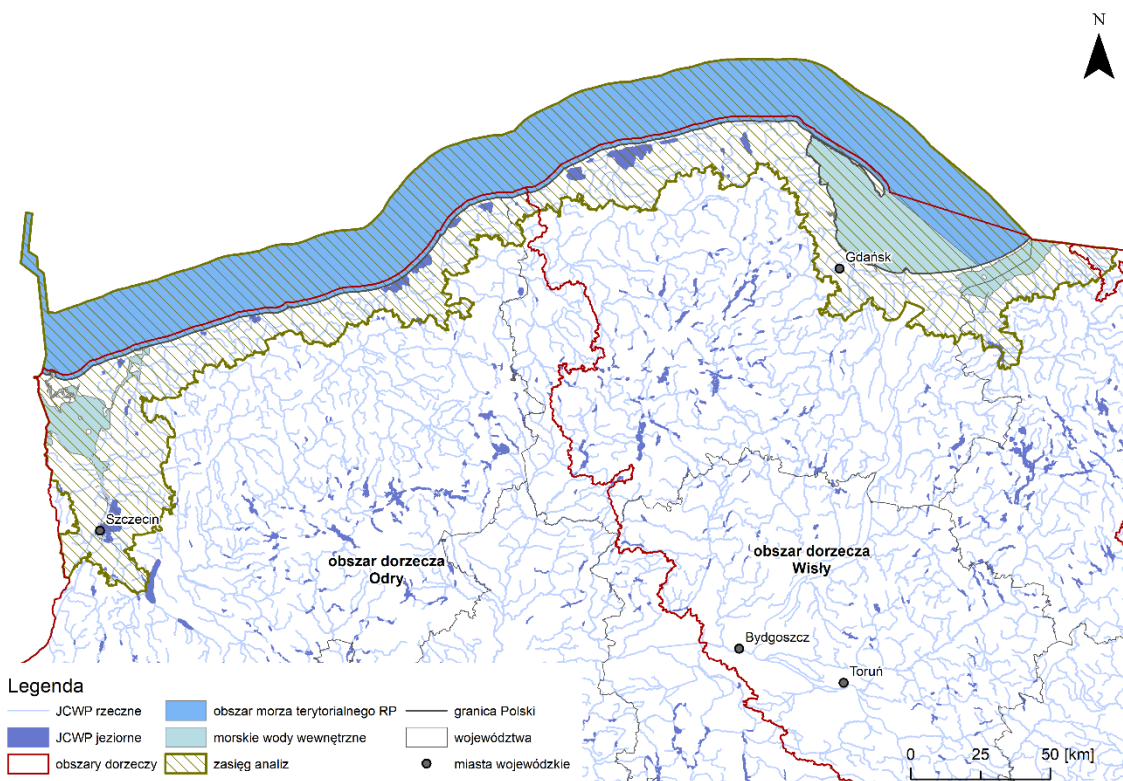 N
Gdańsk
Szczecin
obszar dorzecza
Odry
obszar dorzecza
Wisły
Bydgoszcz
Toruń
Legenda
JCWP rzeczne
obszar morza terytorialnego RP
granica Polski
JCWP jeziorne
morskie wody wewnętrzne
województwa
obszary dorzeczy
zasięg analiz
miasta wojewódzkie
0 25 50 [km]